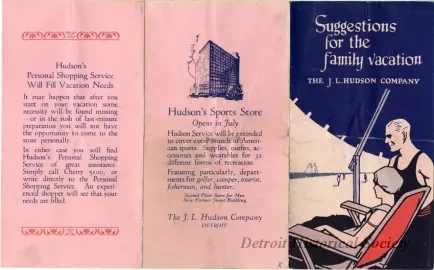 Hudson's
Personal Shopping Service
Will Fill Vacation Needs
It may happen that after you
start on your vacation some
necessity will be found missing
—or in the rush of last-minute
preparation you will not have
the opportunity to come to the
store personally.
In either case you will find
Hudson's Personal Shopping
Service of great assistance.
Simply call Cherry 5100, or
write directly to the Personal
Shopping Service. An experi-
enced shopper will see that your
needs are filled.
Hudson's Sports Store
Opens in July
Hudson Service will be extended
to cover every branch of Ameri-
can sports. Supplies, outfits, ac-
cessories and wearables for 32
different forms of recreation.
Featuring particularly, depart-
ments for golfer, camper, tourist,
fisherman, and hunter.
Second Floor Store for Men
New Farmer Street Building
The J. L. Hudson Company
DETROIT
Suggestions
for the
family vacation
THE J. L. HUDSON COMPANY
Detroit Historical Society